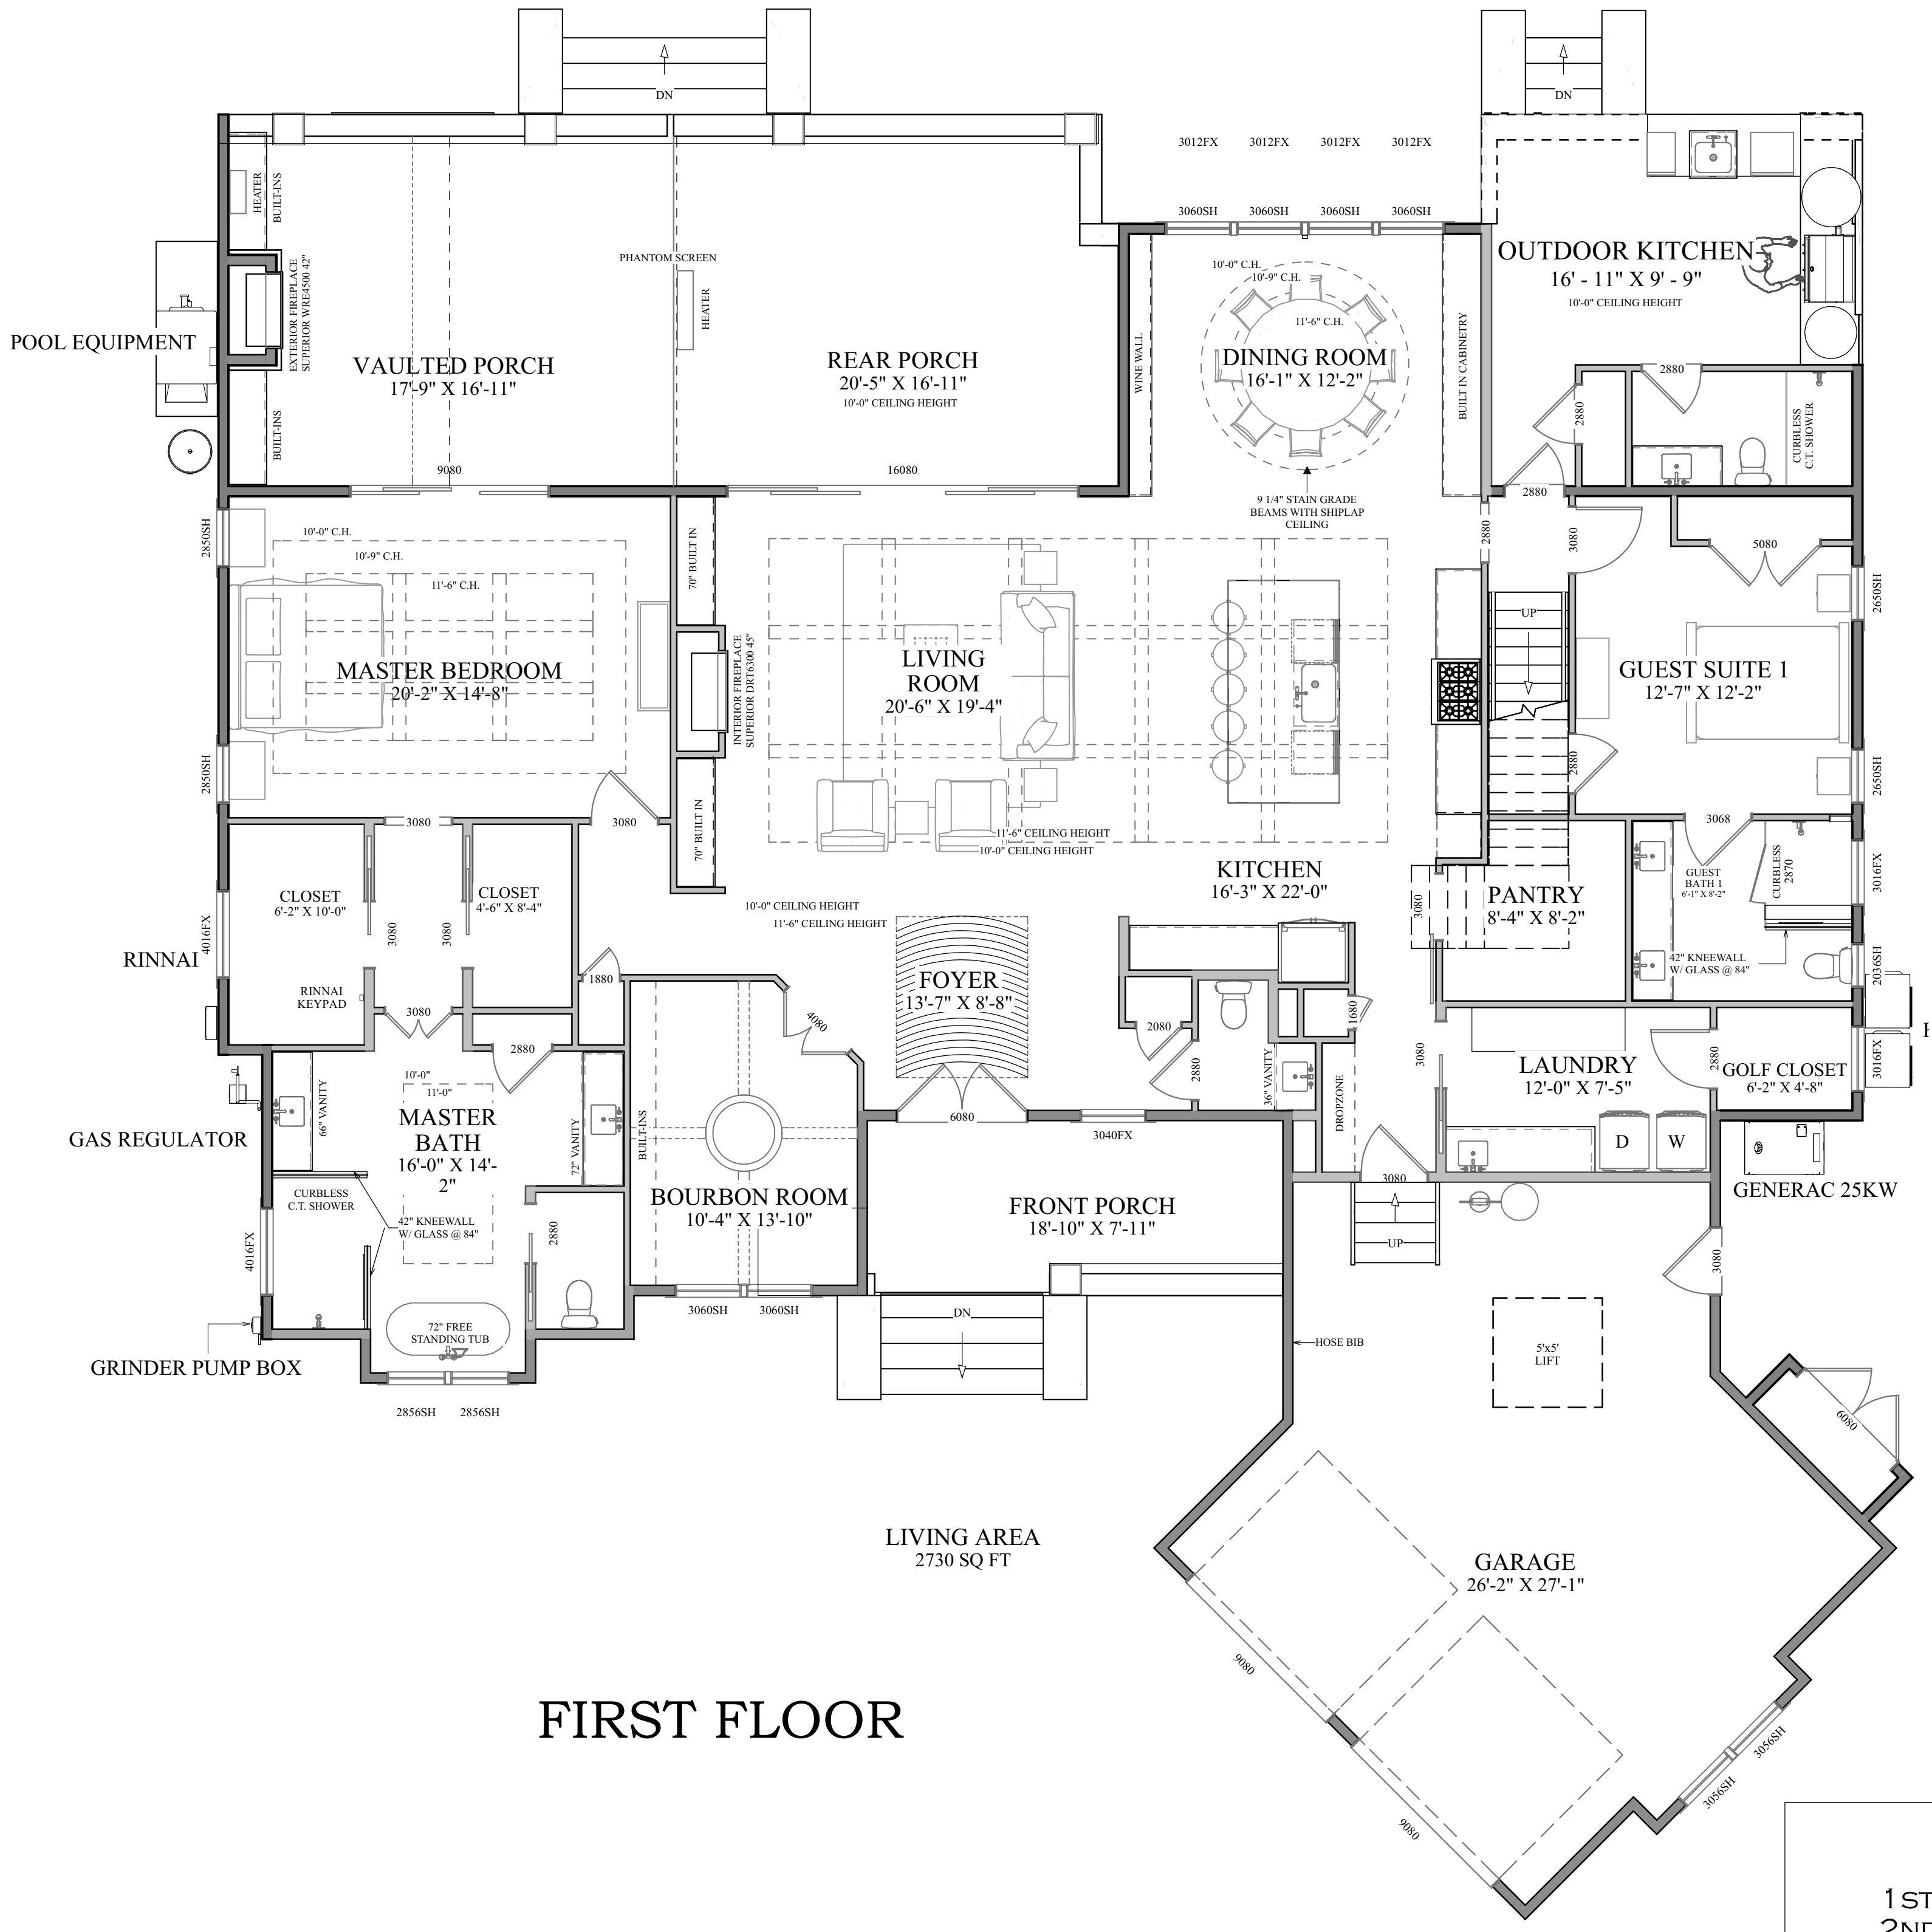 DN
DN
3012FX 3012FX 3012FX 3012FX
3060SH 3060SH 3060SH 3060SH
HEATER
BUILT-INS
EXTERIOR FIREPLACE
SUPERIOR WRE4500 42"
BUILT-INS
POOL EQUIPMENT
VAULTED PORCH
17'-9" X 16'-11"
PHANTOM SCREEN
HEATER
REAR PORCH
20'-5" X 16'-11"
10'-0" CEILING HEIGHT
9080
16080
WINE WALL
10'-0" C.H.
10'-9" C.H.
11'-6" C.H.
DINING ROOM
16'-1" X 12'-2"
BUILT IN CABINETRY
9 1/4" STAIN GRADE
BEAMS WITH SHIPLAP
CEILING
OUTDOOR KITCHEN
16' - 11" X 9' - 9"
10'-0" CEILING HEIGHT
2880
2880
2880
CURBLESS
C.T. SHOWER
2850SH
10'-0" C.H.
10'-9" C.H.
11'-6" C.H.
MASTER BEDROOM
20'-2" X 14'-8"
2850SH
70" BUILT IN
INTERIOR FIREPLACE
SUPERIOR DRT6300 45"
70" BUILT IN
LIVING
ROOM
20'-6" X 19'-4"
11'-6" CEILING HEIGHT
10'-0" CEILING HEIGHT
KITCHEN
16'-3" X 22'-0"
2880
3080
UP
2880
5080
2650SH
GUEST SUITE 1
12'-7" X 12'-2"
2650SH
3080
3080
3068
CLOSET
6'-2" X 10'-0"
CLOSET
4'-6" X 8'-4"
3080
3080
4016FX
RINNAI
RINNAI
KEYPAD
3080
1880
2880
10'-0" CEILING HEIGHT
11'-6" CEILING HEIGHT
FOYER
13'-7" X 8'-8"
4080
6080
2080
2880
36" VANITY
1680
DROPZONE
3080
PANTRY
8'-4" X 8'-2"
GUEST
BATH 1
6'-1" X 8'-2"
CURBLESS
2870
3016FX
42" KNEEWALL
W/ GLASS @ 84"
2036SH
3080
LAUNDRY
12'-0" X 7'-5"
2880
GOLF CLOSET
6'-2" X 4'-8"
3016FX
D
W
GENERAC 25KW
GAS REGULATOR
66" VANITY
10'-0"
11'-0"
MASTER
BATH
16'-0" X 14'-
2"
72" VANITY
BUILT-INS
CURBLESS
C.T. SHOWER
42" KNEEWALL
W/ GLASS @ 84"
2880
4016FX
GRINDER PUMP BOX
72" FREE
STANDING TUB
2856SH 2856SH
BOURBON ROOM
10'-4" X 13'-10"
3060SH 3060SH
3040FX
FRONT PORCH
18'-10" X 7'-11"
DN
3080
UP
3080
HOSE BIB
5'x5'
LIFT
6080
LIVING AREA
2730 SQ FT
GARAGE
26'-2" X 27'-1"
9080
9080
3056SH
3056SH
FIRST FLOOR
1ST